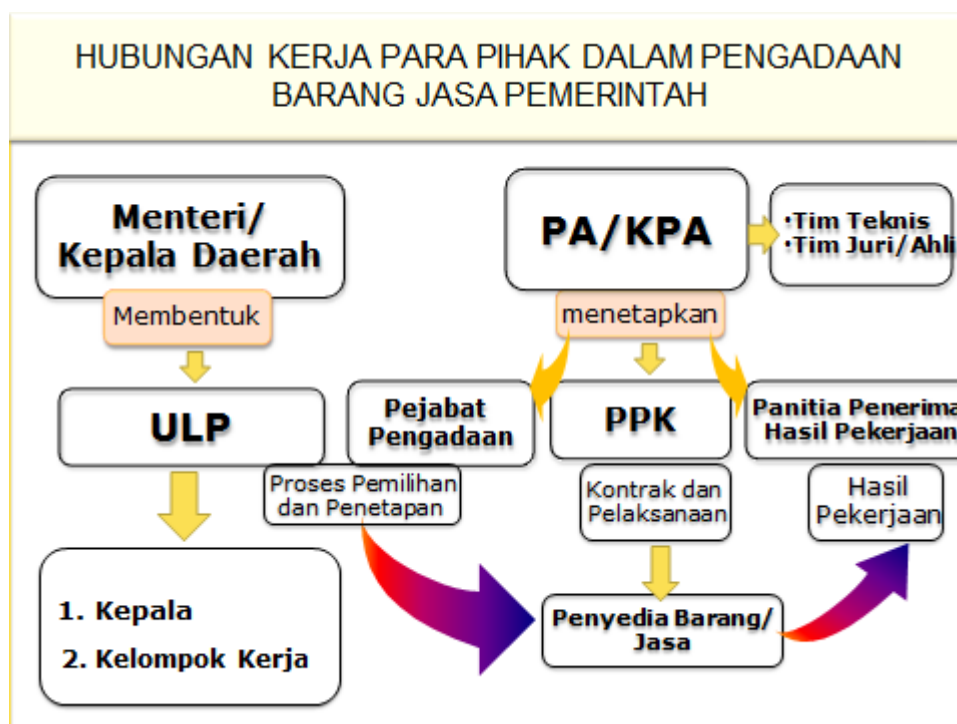 HUBUNGAN KERJA PARA PIHAK DALAM PENGADAAN
BARANG JASA PEMERINTAH
Menteri/
Kepala Daerah
Membentuk
PA/KPA
menetapkan
•Tim Teknis
•Tim Juri/Ahli
ULP
Pejabat
Pengadaan
PPK
Panitia Penerima
Hasil Pekerjaan
Proses Pemilihan
dan Penetapan
Kontrak dan
Pelaksanaan
Hasil
Pekerjaan
1. Kepala
2. Kelompok Kerja
Penyedia Barang/
Jasa